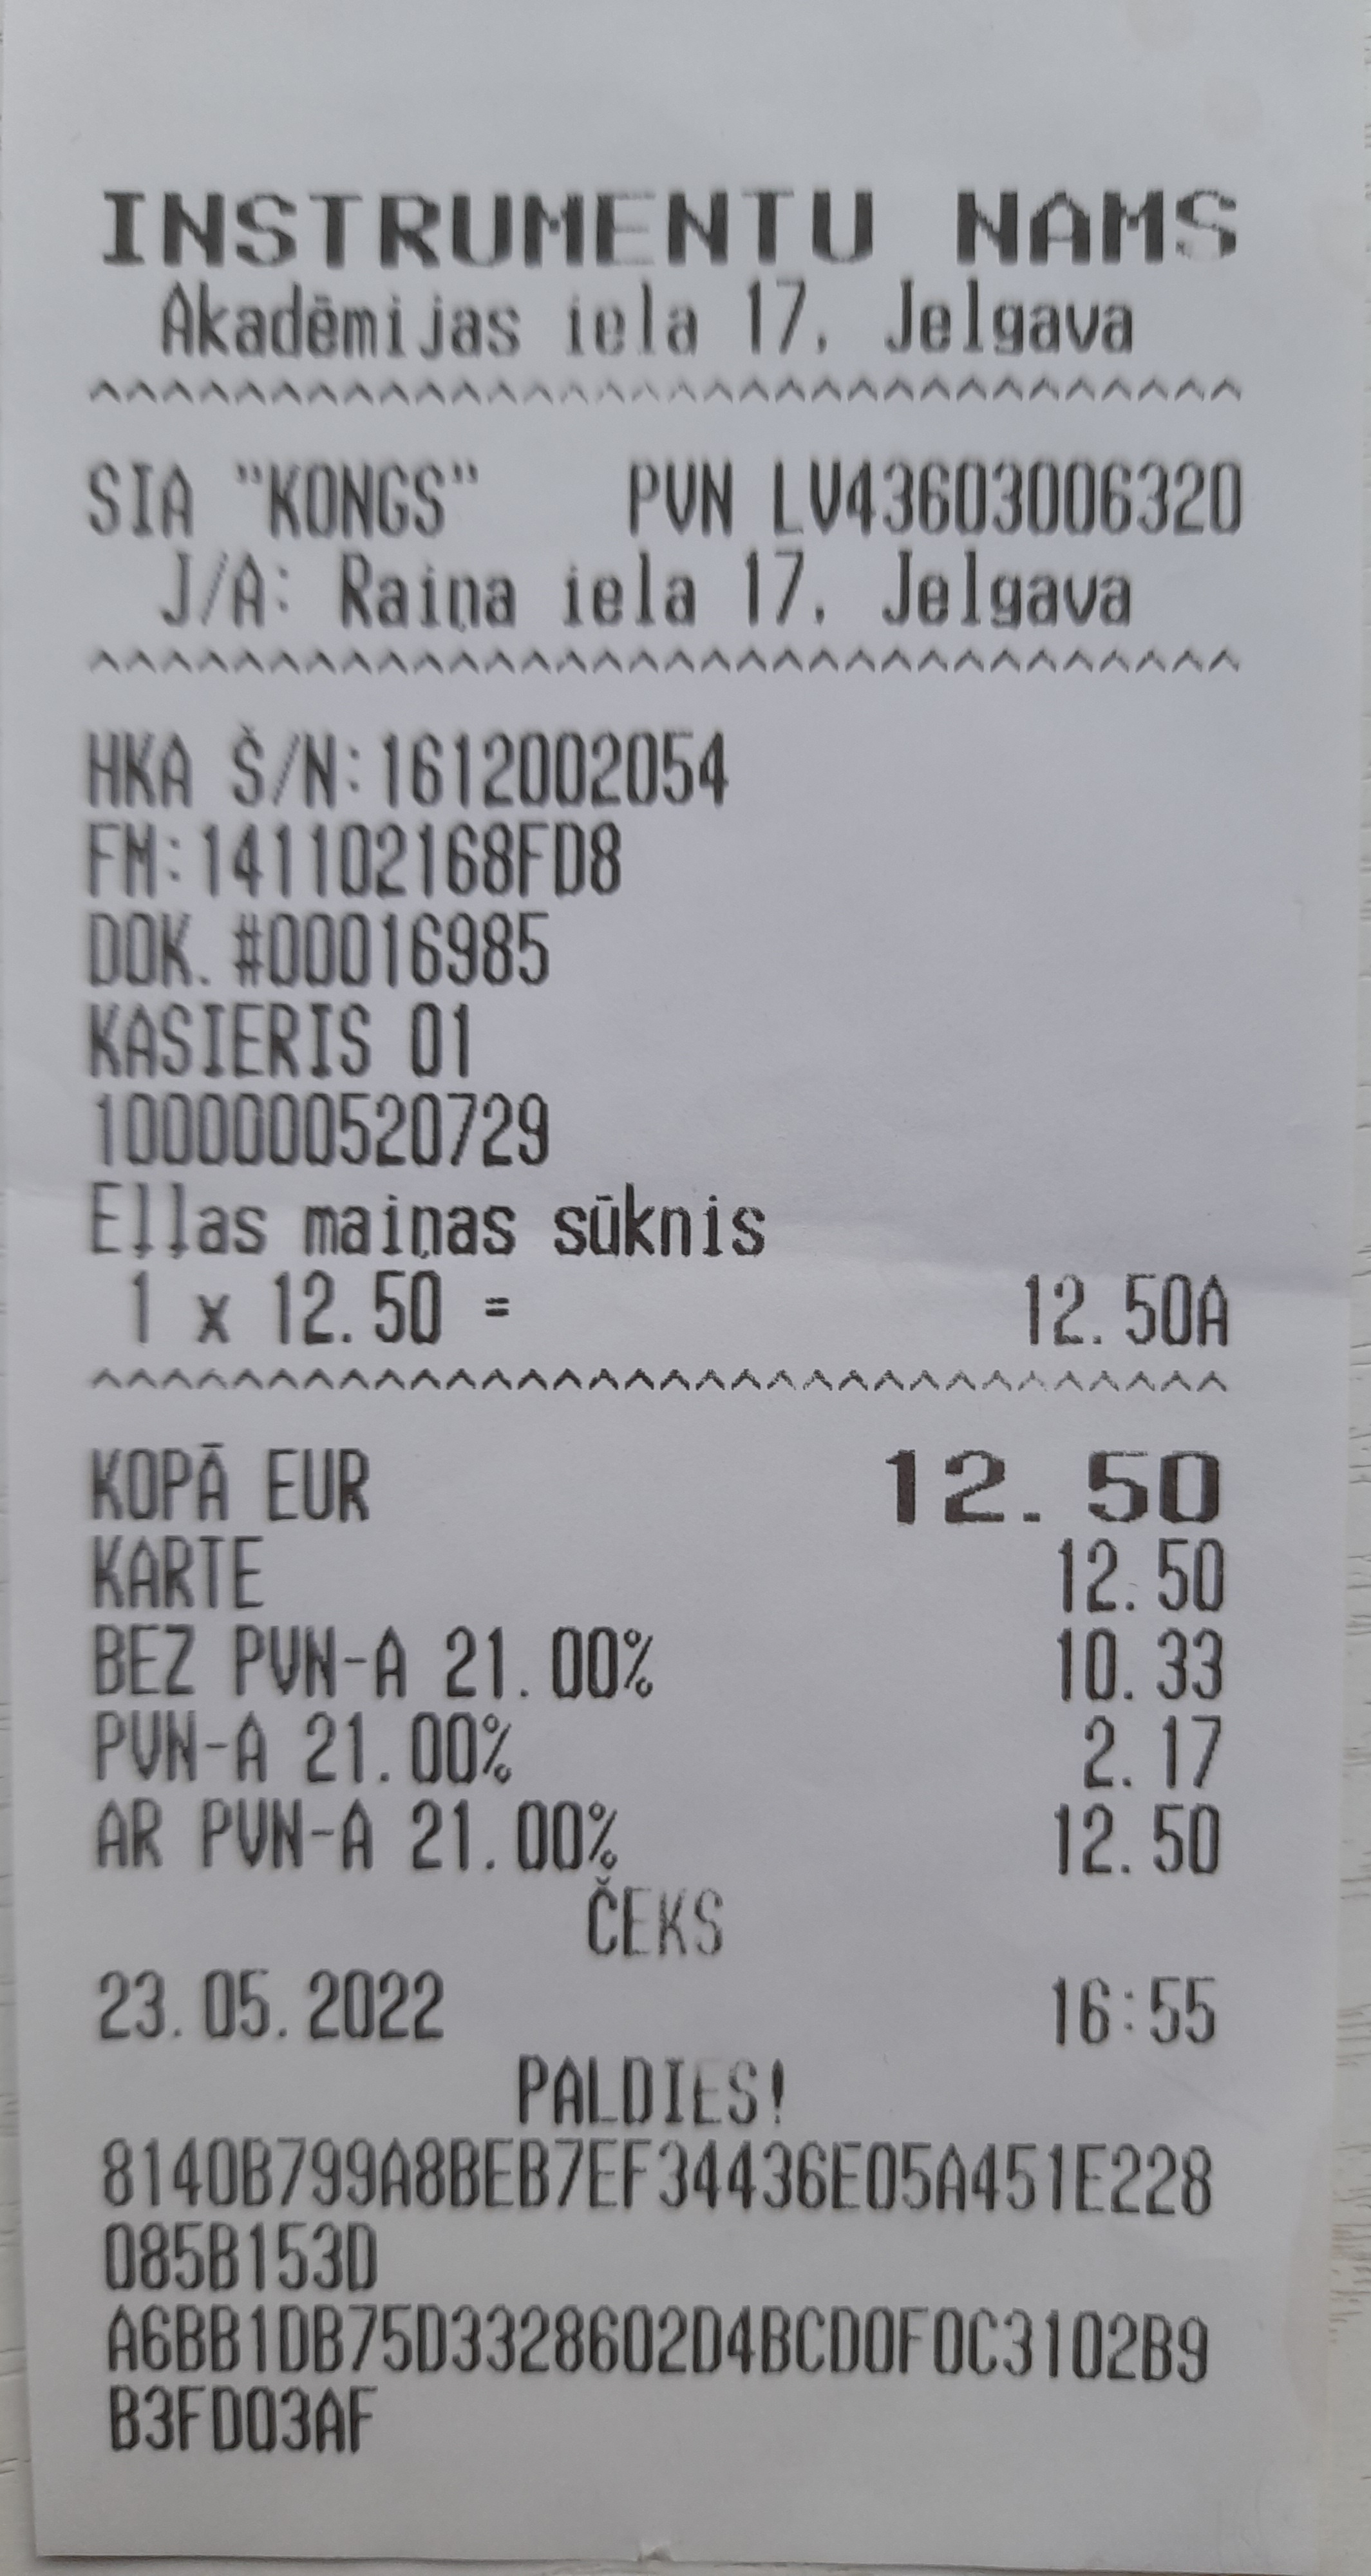 INSTRUMENTU NAMS
Akadēmijas iela 17, Jelgava
^^^^^^^^^^^^^^^^^^^^^^^^^^^^^^^^
SIA "KONGS" PVN LV43603006320
J/A: Raiņa iela 17, Jelgava
^^^^^^^^^^^^^^^^^^^^^^^^^^^^^^^^
HKA Š/N:1612002054
FM:141102168FD8
DOK. #00016985
KASIERIS 01
1000000520729
Eļļas maiņas sūknis
1 x 12.50 = 12.50A
^^^^^^^^^^^^^^^^^^^^^^^^^^^^^^^^
KOPĀ EUR 12.50
KARTE 12.50
BEZ PVN-A 21.00% 10.33
PVN-A 21.00% 2.17
AR PVN-A 21.00% 12.50
ČEKS
23.05.2022 16:55
PALDIES!
8140B799A8BEB7EF34436E05A451E228
085B153D
A6BB1DB75D3328602D4BCD0F0C3102B9
B3FD03AF